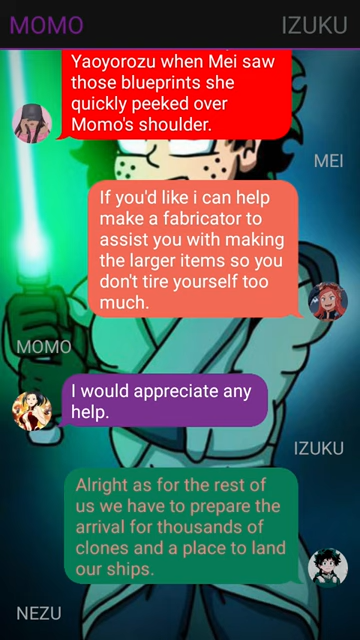 MOMO
IZUKU
Yaoyorozu when Mei saw
those blueprints she
quickly peeked over
Momo's shoulder.
MEI
If you'd like i can help
make a fabricator to
assist you with making
the larger items so you
don't tire yourself too
much.
MOMO
I would appreciate any
help.
IZUKU
Alright as for the rest of
us we have to prepare the
arrival for thousands of
clones and a place to land
our ships.
NEZU